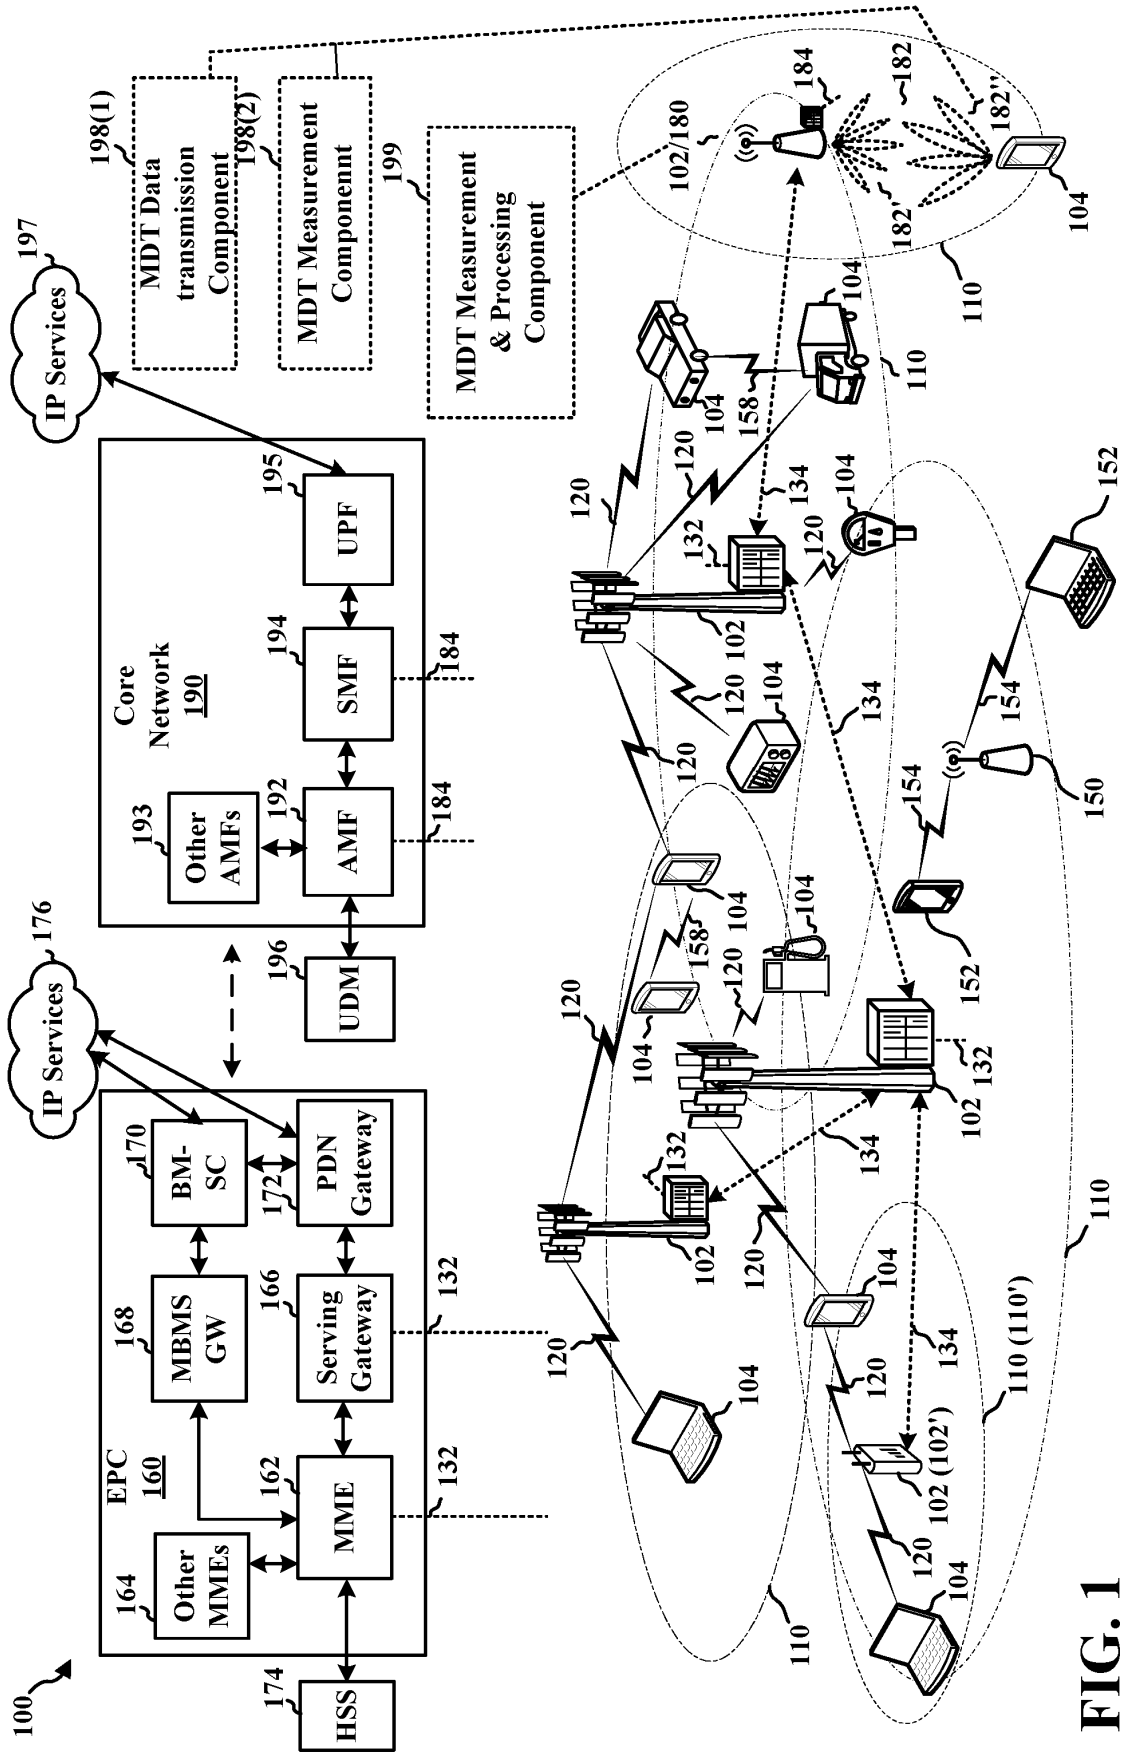 100
EPC
160
174
HSS
164
Other
MMEs
162
MME
132
168
MBMS
GW
166
Serving
Gateway
132
170
BM-
SC
172
PDN
Gateway
176
IP Services
Core
Network
190
196
UDM
193
Other
AMFs
192
AMF
184
194
SMF
184
195
UPF
197
IP Services
198(1)
MDT Data
transmission
Component
198(2)
MDT Measurement
Componennt
199
MDT Measurement
& Processing
Component
110
120
104
102
132
120
104
158
104
120
120
104
120
102
132
134
120
120
104
158
104
120
104
102/180
184
182
182'
182''
104
110
110
134
120
104
134
102
132
120
104
120
102 (102')
120
104
134
110 (110')
110
152
154
150
154
152
FIG. 1